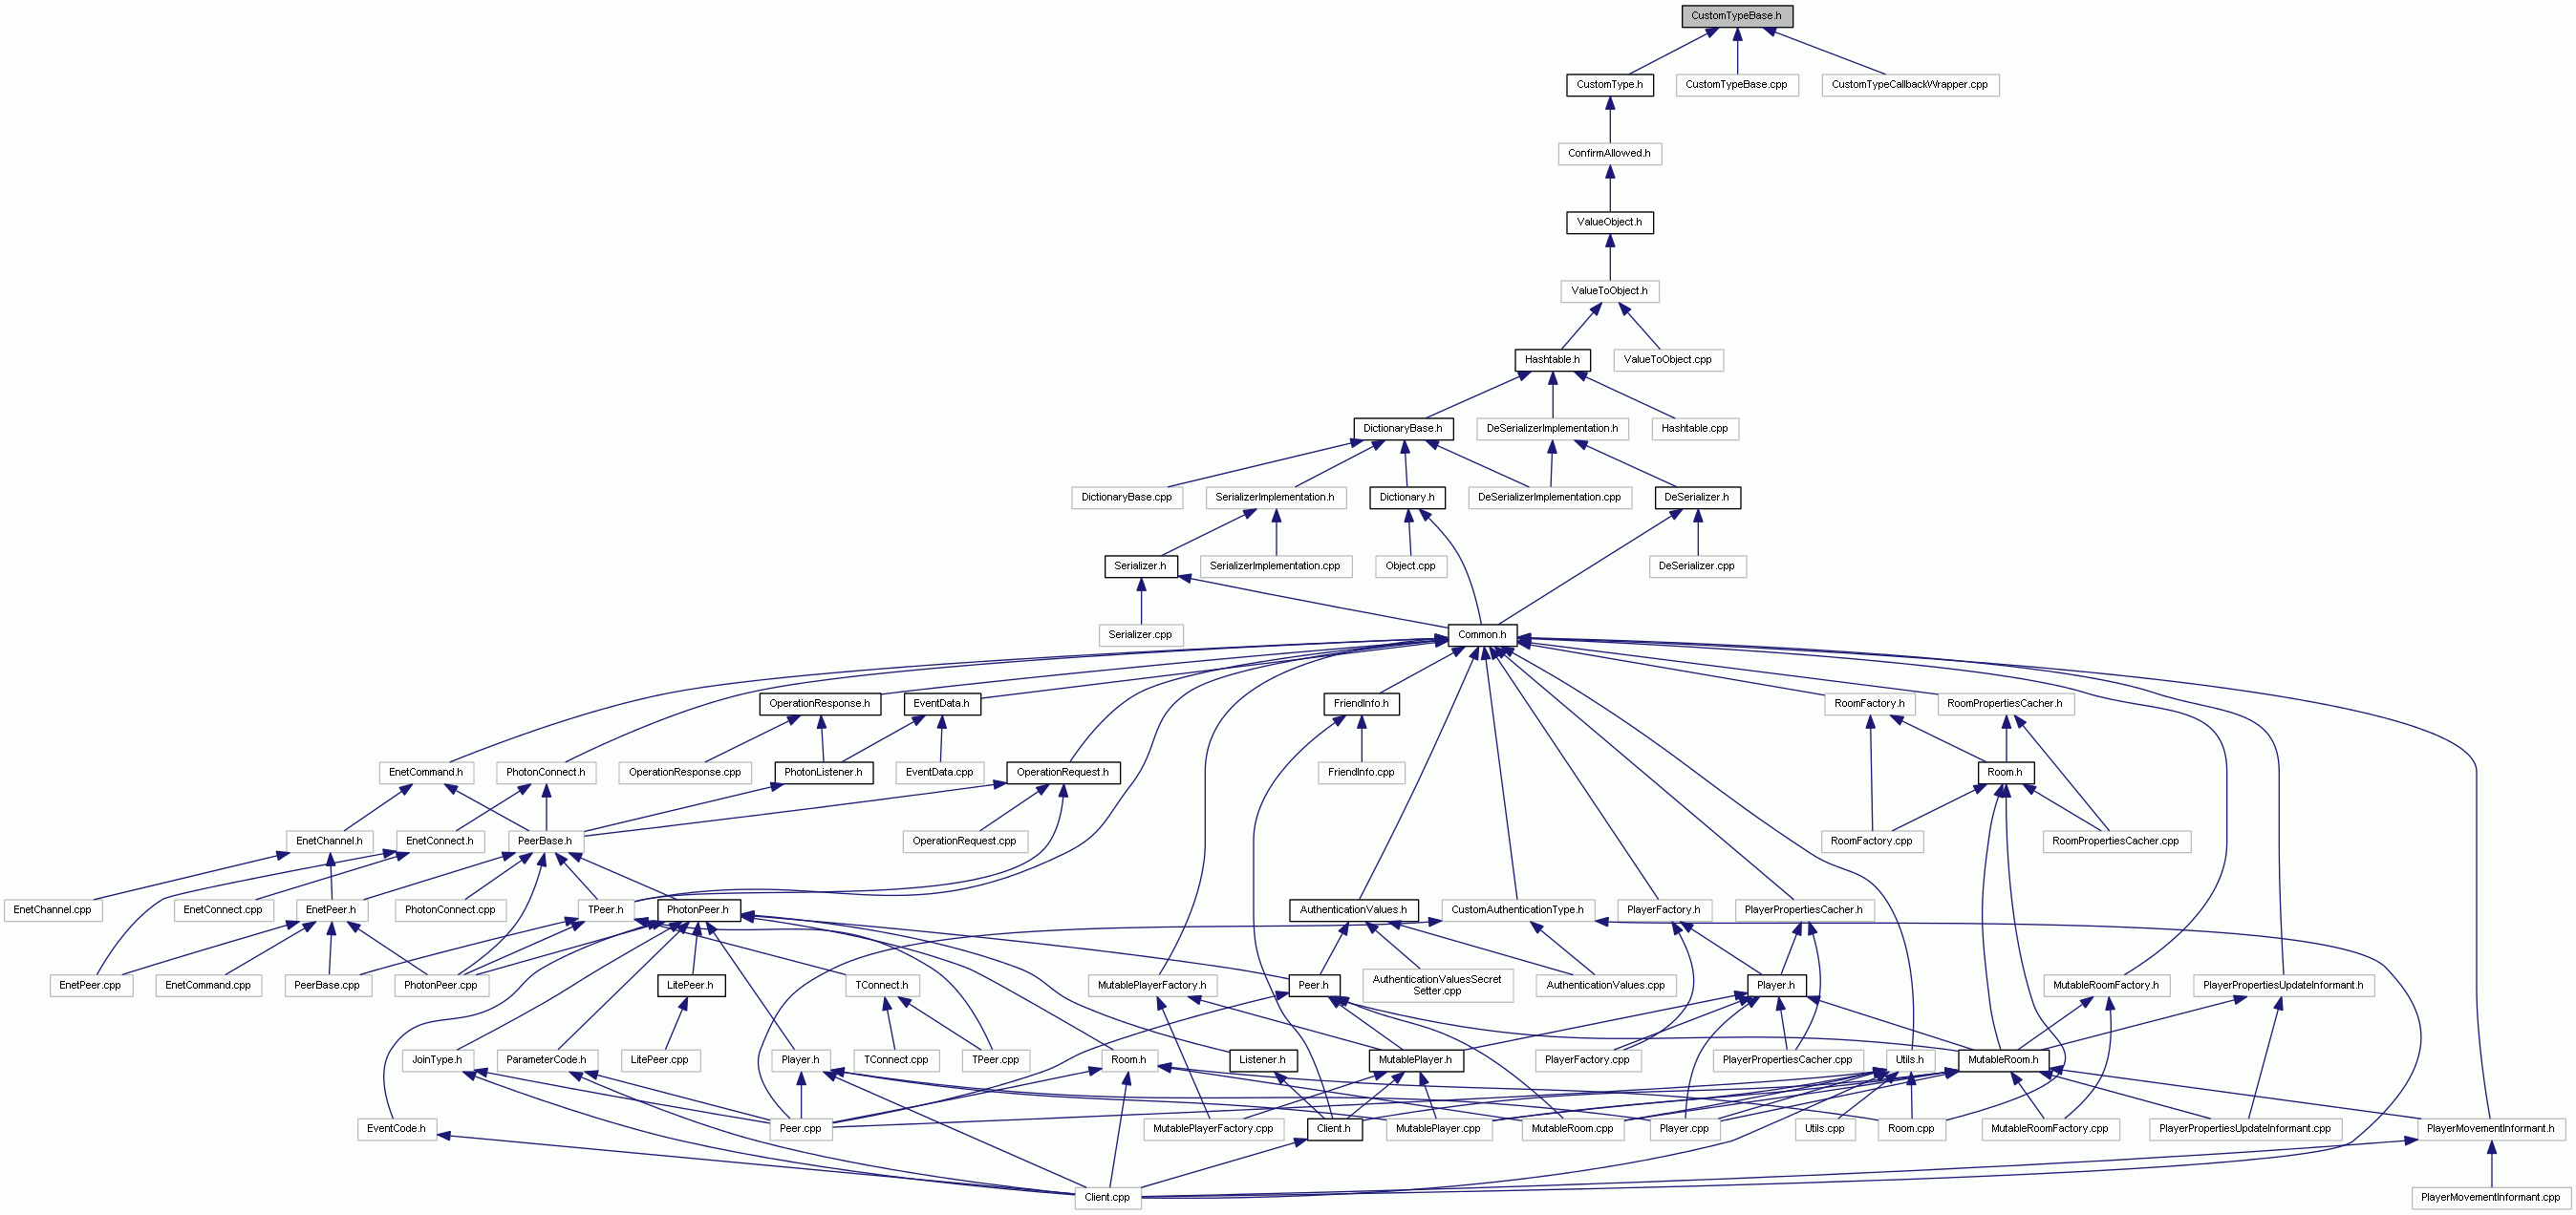 CustomTypeBase.h
CustomType.h
CustomTypeBase.cpp
CustomTypeCallbackWrapper.cpp
ConfirmAllowed.h
ValueObject.h
ValueToObject.h
Hashtable.h
ValueToObject.cpp
DictionaryBase.h
DeSerializerImplementation.h
Hashtable.cpp
DictionaryBase.cpp
SerializerImplementation.h
Dictionary.h
DeSerializerImplementation.cpp
DeSerializer.h
Serializer.h
SerializerImplementation.cpp
Object.cpp
DeSerializer.cpp
Serializer.cpp
Common.h
OperationResponse.h
EventData.h
FriendInfo.h
RoomFactory.h
RoomPropertiesCacher.h
EnetCommand.h
PhotonConnect.h
OperationResponse.cpp
PhotonListener.h
EventData.cpp
OperationRequest.h
FriendInfo.cpp
Room.h
EnetChannel.h
EnetConnect.h
PeerBase.h
OperationRequest.cpp
RoomFactory.cpp
RoomPropertiesCacher.cpp
EnetChannel.cpp
EnetConnect.cpp
EnetPeer.h
PhotonConnect.cpp
TPeer.h
PhotonPeer.h
AuthenticationValues.h
CustomAuthenticationType.h
PlayerFactory.h
PlayerPropertiesCacher.h
EnetPeer.cpp
EnetCommand.cpp
PeerBase.cpp
PhotonPeer.cpp
LitePeer.h
TConnect.h
MutablePlayerFactory.h
Peer.h
AuthenticationValuesSecret
Setter.cpp
AuthenticationValues.cpp
Player.h
MutableRoomFactory.h
PlayerPropertiesUpdateInformant.h
JoinType.h
ParameterCode.h
LitePeer.cpp
Player.h
TConnect.cpp
TPeer.cpp
Room.h
Listener.h
MutablePlayer.h
PlayerFactory.cpp
PlayerPropertiesCacher.cpp
Utils.h
MutableRoom.h
EventCode.h
Peer.cpp
MutablePlayerFactory.cpp
Client.h
MutablePlayer.cpp
MutableRoom.cpp
Player.cpp
Utils.cpp
Room.cpp
MutableRoomFactory.cpp
PlayerPropertiesUpdateInformant.cpp
PlayerMovementInformant.h
Client.cpp
PlayerMovementInformant.cpp